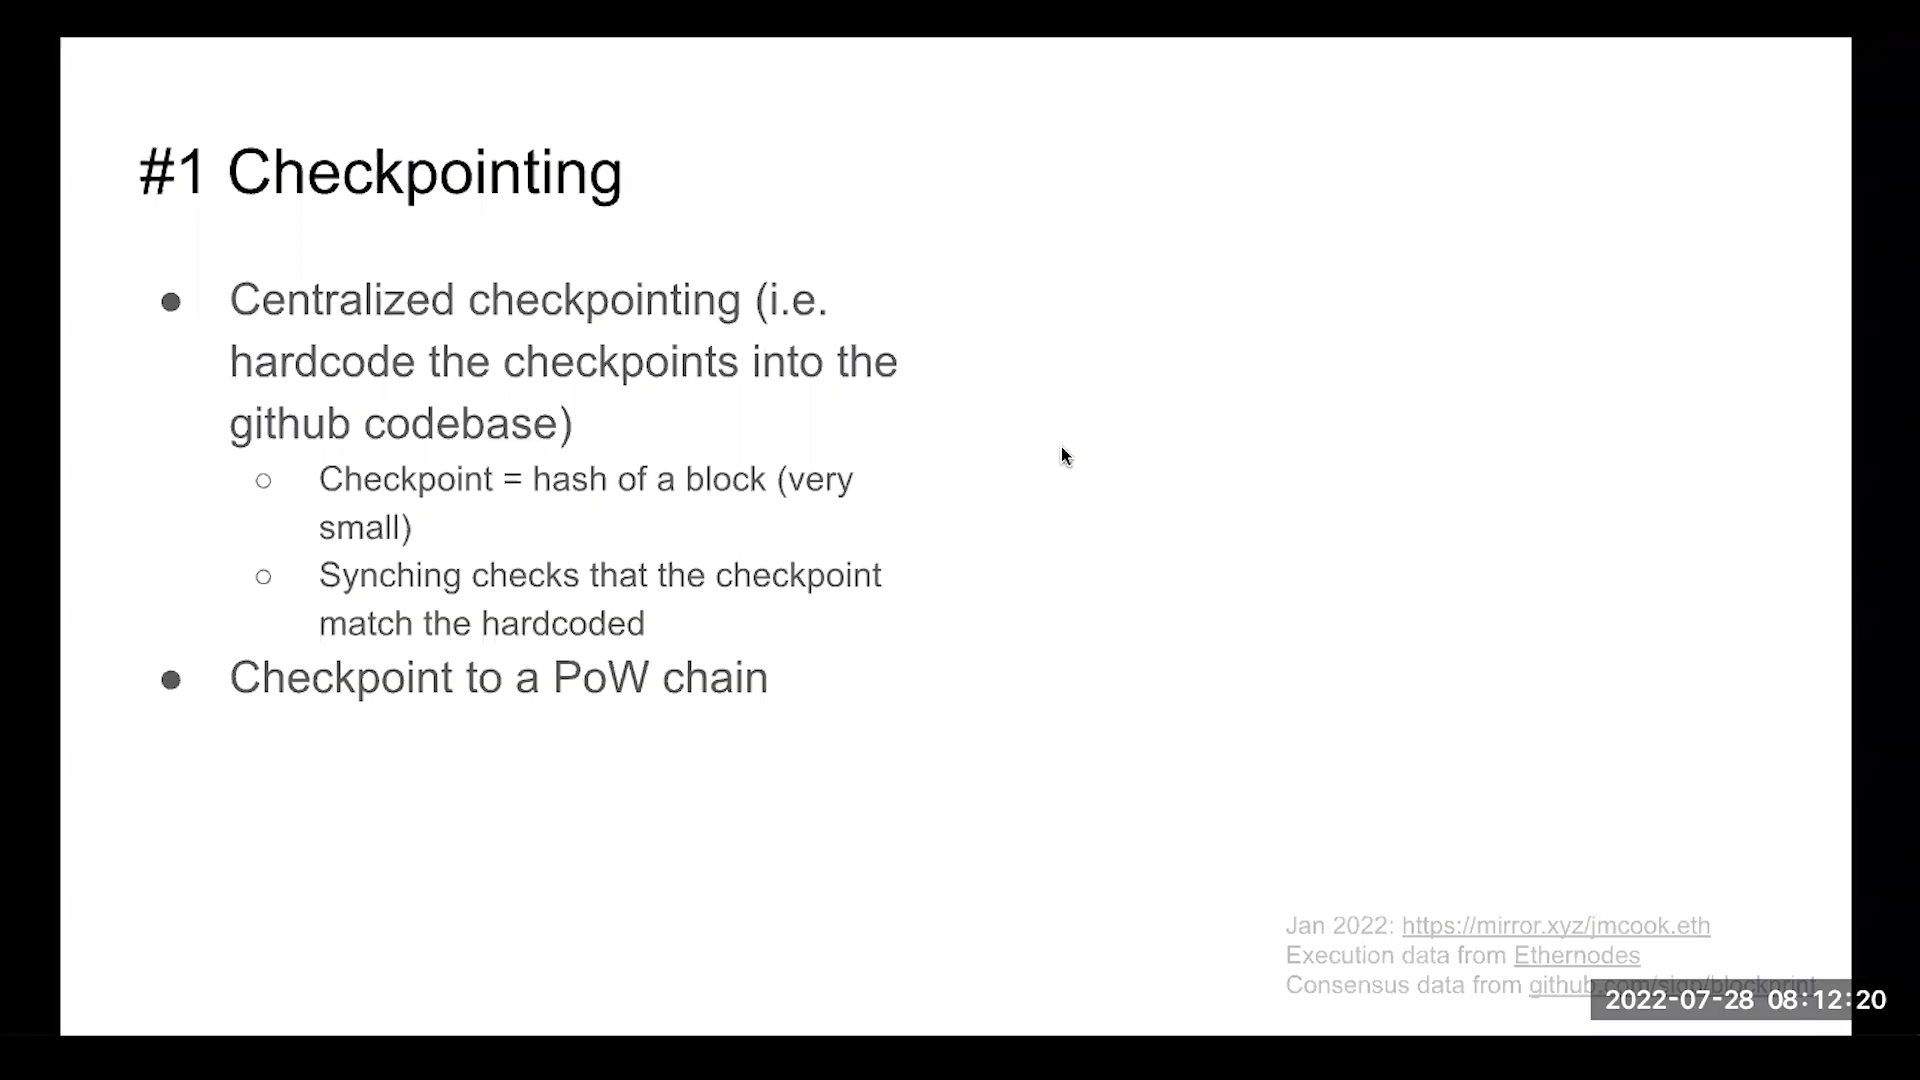 #1 Checkpointing
● Centralized checkpointing (i.e.
hardcode the checkpoints into the
github codebase)
○ Checkpoint = hash of a block (very
small)
○ Synching checks that the checkpoint
match the hardcoded
● Checkpoint to a PoW chain
Jan 2022: https://mirror.xyz/jmcook.eth
Execution data from Ethernodes
Consensus data from github.com/sigp/blockprint
2022-07-28 08:12:20